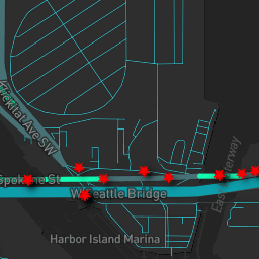 Klickitat Ave SW
Spokane St
W Seattle Bridge
East Waterway
Harbor Island Marina